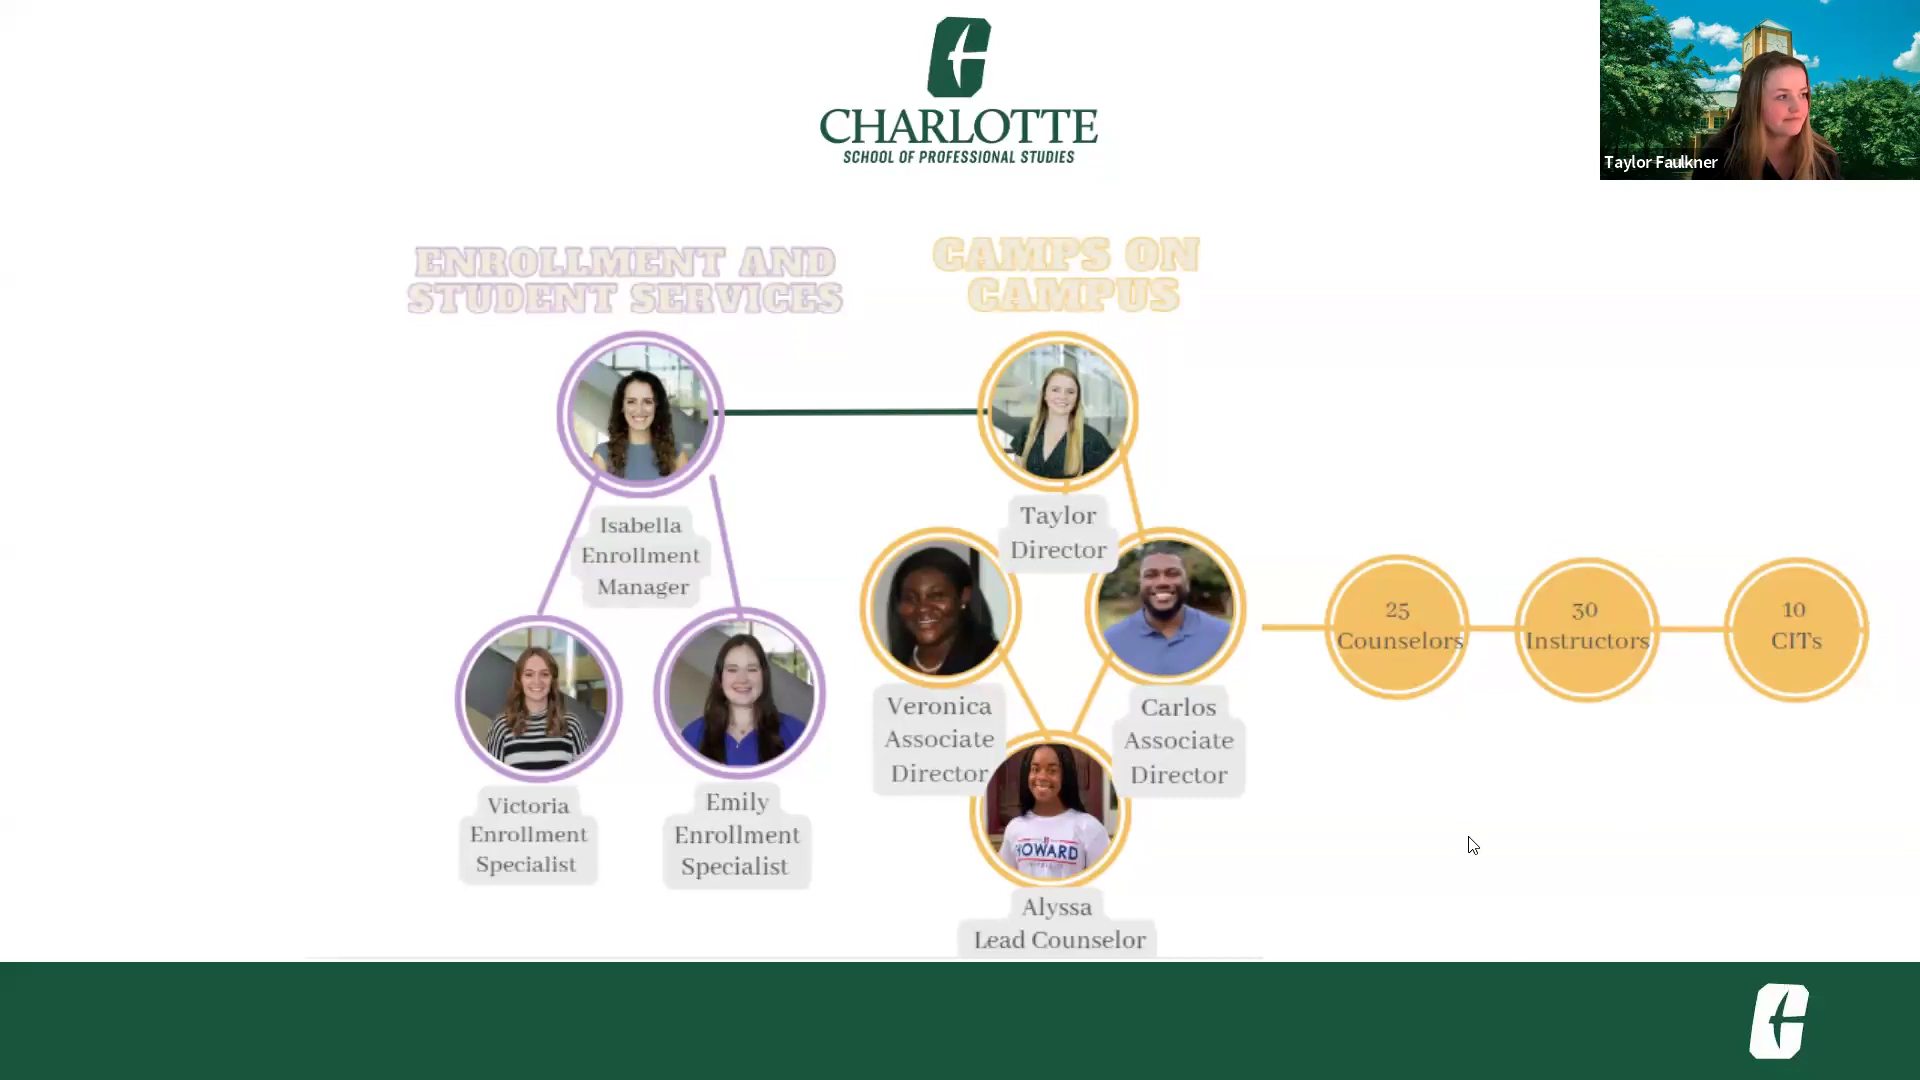 CHARLOTTE
SCHOOL OF PROFESSIONAL STUDIES
Taylor Faulkner
ENROLLMENT AND
STUDENT SERVICES
CAMPS ON
CAMPUS
Isabella
Enrollment
Manager
Taylor
Director
Victoria
Enrollment
Specialist
Emily
Enrollment
Specialist
Veronica
Associate
Director
Carlos
Associate
Director
HOWARD
Alyssa
Lead Counselor
25
Counselors
30
Instructors
10
CITs